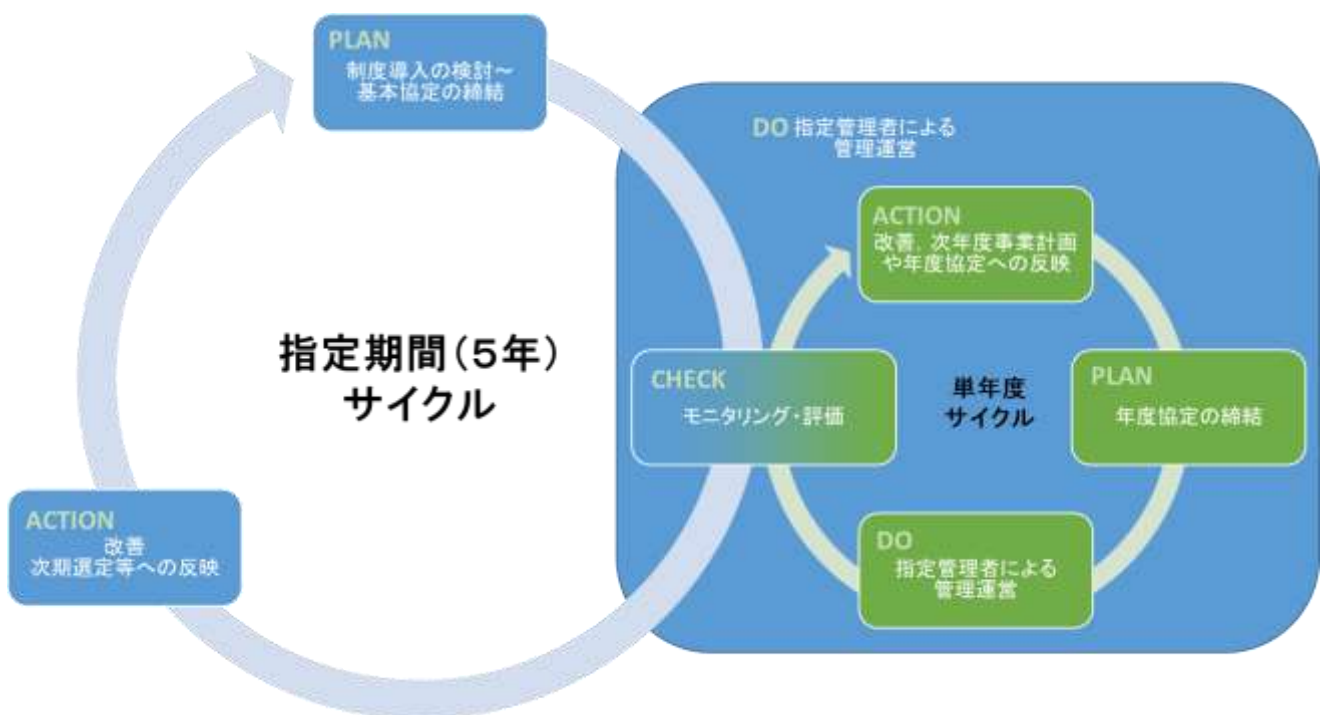 PLAN
制度導入の検討～
基本協定の締結
DO 指定管理者による
管理運営
ACTION
改善，次年度事業計画
や年度協定への反映
指定期間（５年）
サイクル
CHECK
モニタリング・評価
単年度
サイクル
PLAN
年度協定の締結
ACTION
改善
次期選定等への反映
DO
指定管理者による
管理運営